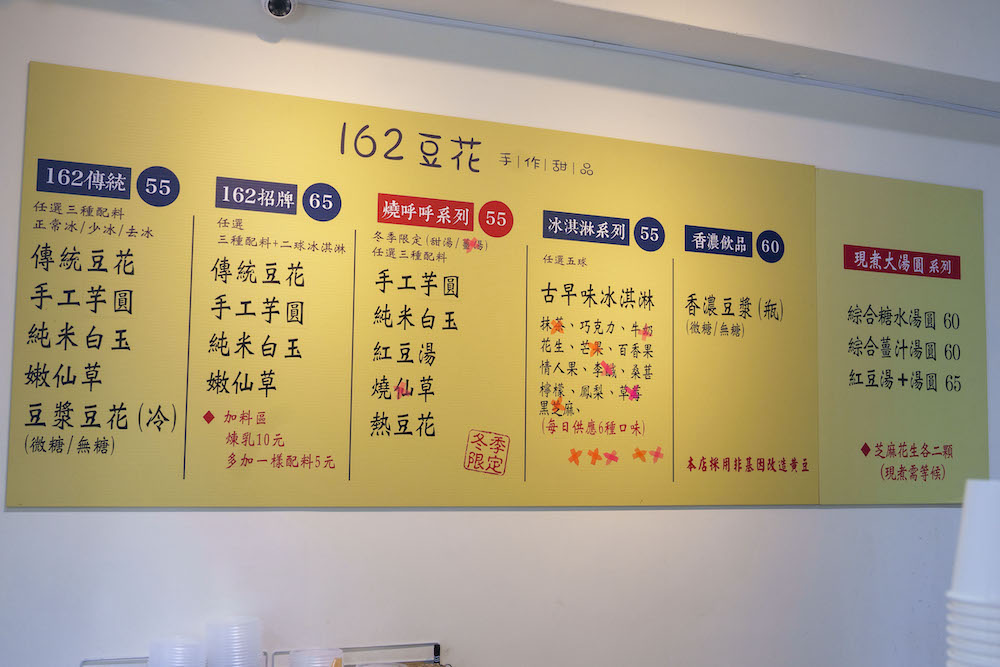 162豆花 手|作|甜|品
162傳統 55
任選三種配料
正常冰/少冰/去冰
傳統豆花
手工芋圓
純米白玉
嫩仙草
豆漿豆花(冷)
(微糖/無糖)
162招牌 65
任選
三種配料+二球冰淇淋
傳統豆花
手工芋圓
純米白玉
嫩仙草
◆ 加料區
煉乳10元
多加一樣配料5元
燒呼呼系列 55
冬季限定(甜湯/薑湯)
任選三種配料
手工芋圓
純米白玉
紅豆湯
燒仙草
熱豆花
冬季
限定
冰淇淋系列 55
任選五球
古早味冰淇淋
抹茶、巧克力、牛奶
花生、芒果、百香果
情人果、李鹹、桑葚
檸檬、鳳梨、草莓
黑芝麻、
(每日供應6種口味)
香濃飲品 60
香濃豆漿(瓶)
(微糖/無糖)
本店採用非基因改造黃豆
現煮大湯圓 系列
綜合糖水湯圓 60
綜合薑汁湯圓 60
紅豆湯+湯圓 65
◆ 芝麻花生各二顆
(現煮需等候)